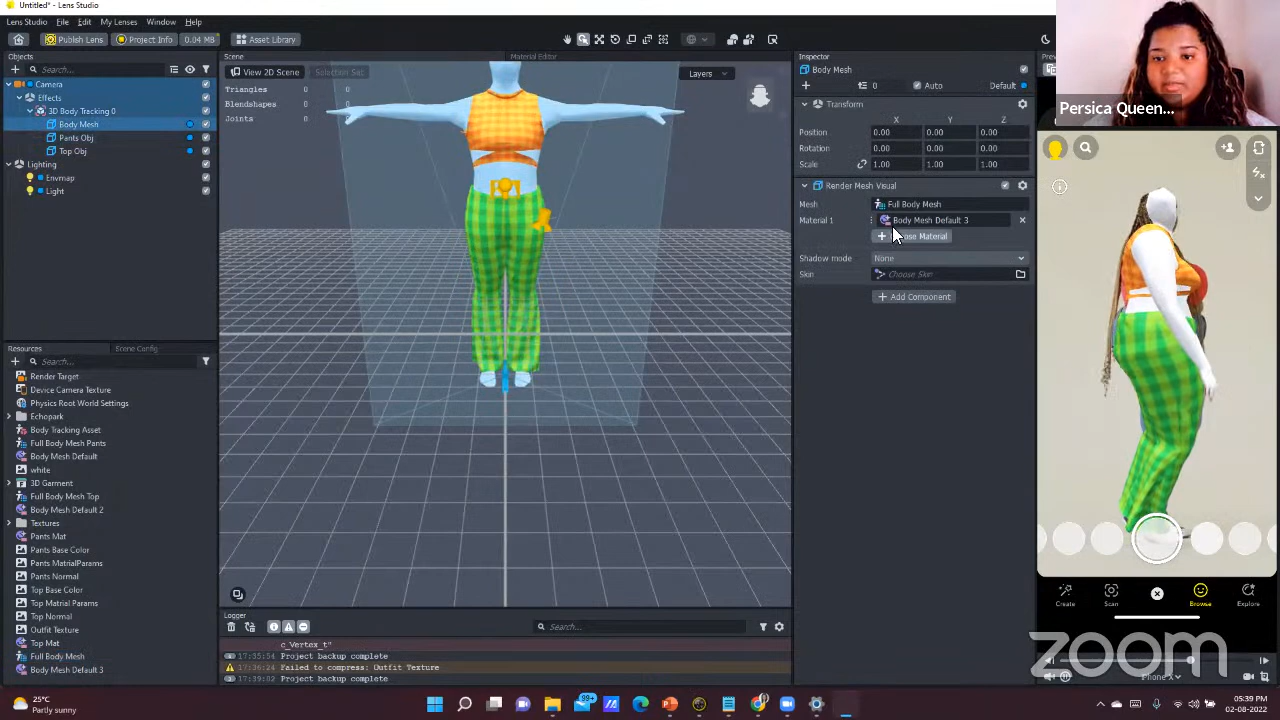 Untitled* - Lens Studio
Lens Studio File Edit My Lenses Window Help
Publish Lens Project Info 0.04 MB Asset Library
Objects
Search...
Camera
Effects
3D Body Tracking 0
Body Mesh
Pants Obj
Top Obj
Lighting
Envmap
Light
Resources Scene Config
Search...
Render Target
Device Camera Texture
Physics Root World Settings
Echopark
Body Tracking Asset
Full Body Mesh Pants
Body Mesh Default
white
3D Garment
Full Body Mesh Top
Body Mesh Default 2
Textures
Pants Mat
Pants Base Color
Pants MatrialParams
Pants Normal
Top Base Color
Top Matrial Params
Top Normal
Outfit Texture
Top Mat
Full Body Mesh
Body Mesh Default 3
Scene Material Editor
View 2D Scene Selection Set Layers
Triangles 0 0
Blendshapes 0 0
Joints 0 0
Logger
Search...
c_Vertex_t"
17:35:54 Project backup complete
17:36:24 Failed to compress: Outfit Texture
17:39:02 Project backup complete
Inspector
Body Mesh
0 Auto Default
Transform
X Y Z
Position 0.00 0.00 0.00
Rotation 0.00 0.00 0.00
Scale 1.00 1.00 1.00
Render Mesh Visual
Mesh Full Body Mesh
Material 1 Body Mesh Default 3
Material
Shadow mode None
Skin Choose Skin
Add Component
Persica Queen...
Create Scan Browse Explore
zoom
25°C
Partly sunny
99+
05:39 PM
02-08-2022